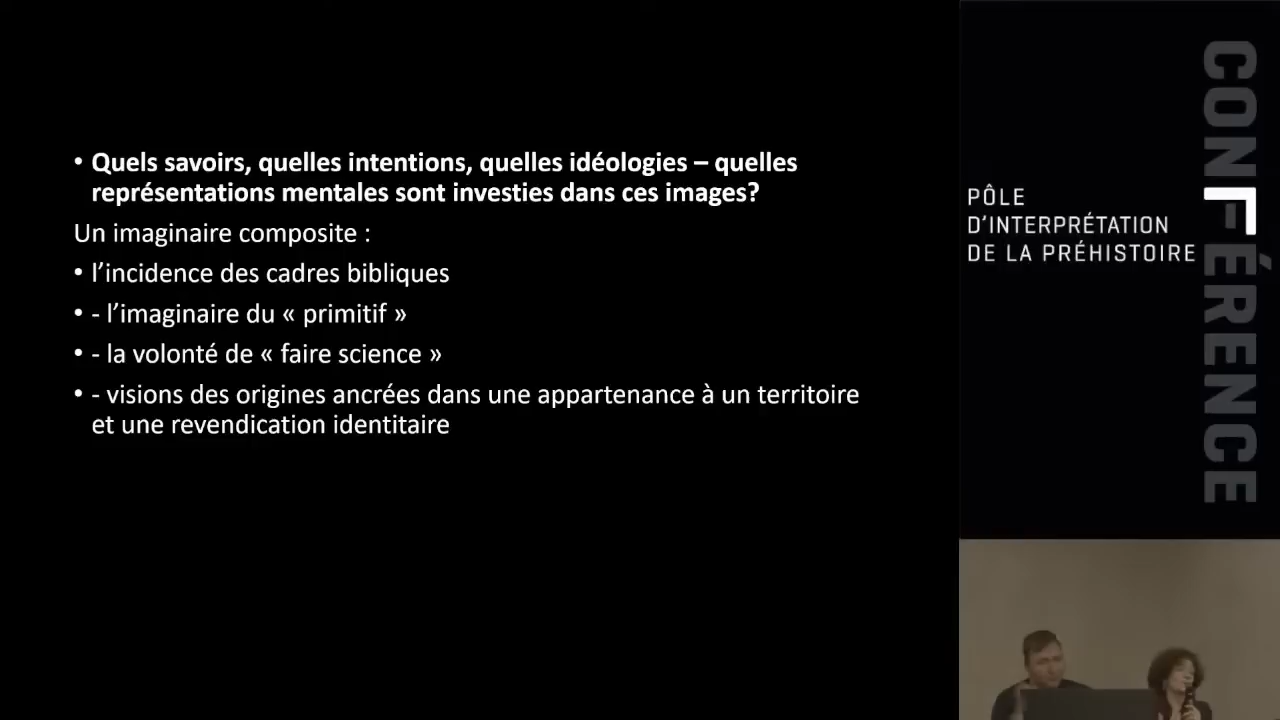 • Quels savoirs, quelles intentions, quelles idéologies – quelles
représentations mentales sont investies dans ces images?
Un imaginaire composite :
• l’incidence des cadres bibliques
• - l’imaginaire du « primitif »
• - la volonté de « faire science »
• - visions des origines ancrées dans une appartenance à un territoire
et une revendication identitaire
PÔLE
D’INTERPRÉTATION
DE LA PRÉHISTOIRE
CONFÉRENCE